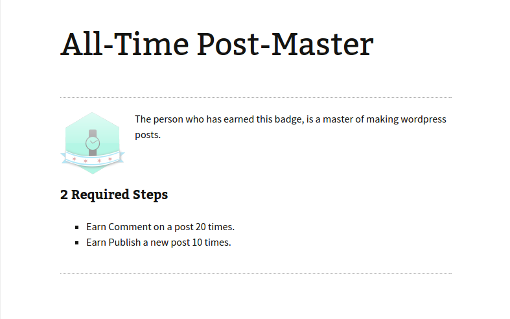 All-Time Post-Master
The person who has earned this badge, is a master of making wordpress
posts.
2 Required Steps
Earn Comment on a post 20 times.
Earn Publish a new post 10 times.